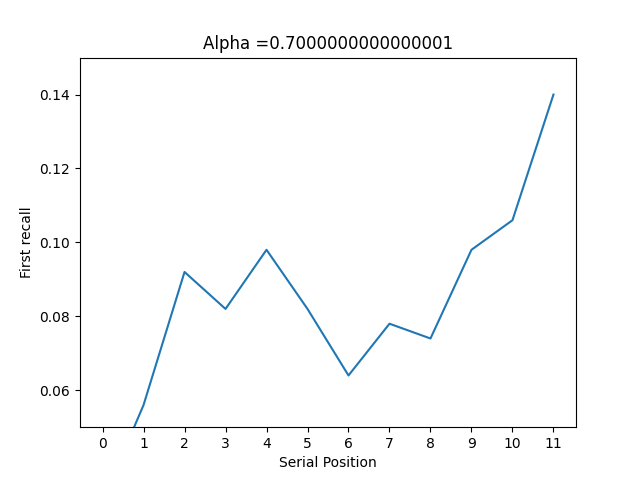 Alpha =0.7000000000000001
0.14
0.12
0.10
0.08
0.06
First recall
0 1 2 3 4 5 6 7 8 9 10 11
Serial Position